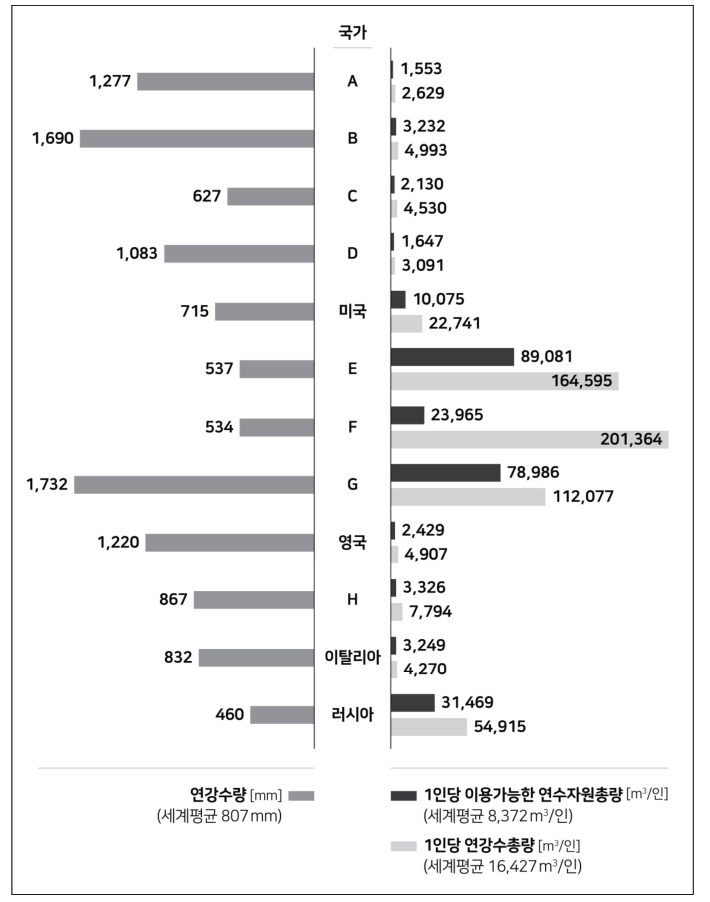 국가
1,277 A 1,553
2,629
1,690 B 3,232
4,993
627 C 2,130
4,530
1,083 D 1,647
3,091
715 미국 10,075
22,741
537 E 89,081
164,595
534 F 23,965
201,364
1,732 G 78,986
112,077
1,220 영국 2,429
4,907
867 H 3,326
7,794
832 이탈리아 3,249
4,270
460 러시아 31,469
54,915
연강수량 [mm]
(세계평균 807mm)
1인당 이용가능한 연수자원총량 [m³/인]
(세계평균 8,372m³/인)
1인당 연강수총량 [m³/인]
(세계평균 16,427m³/인)